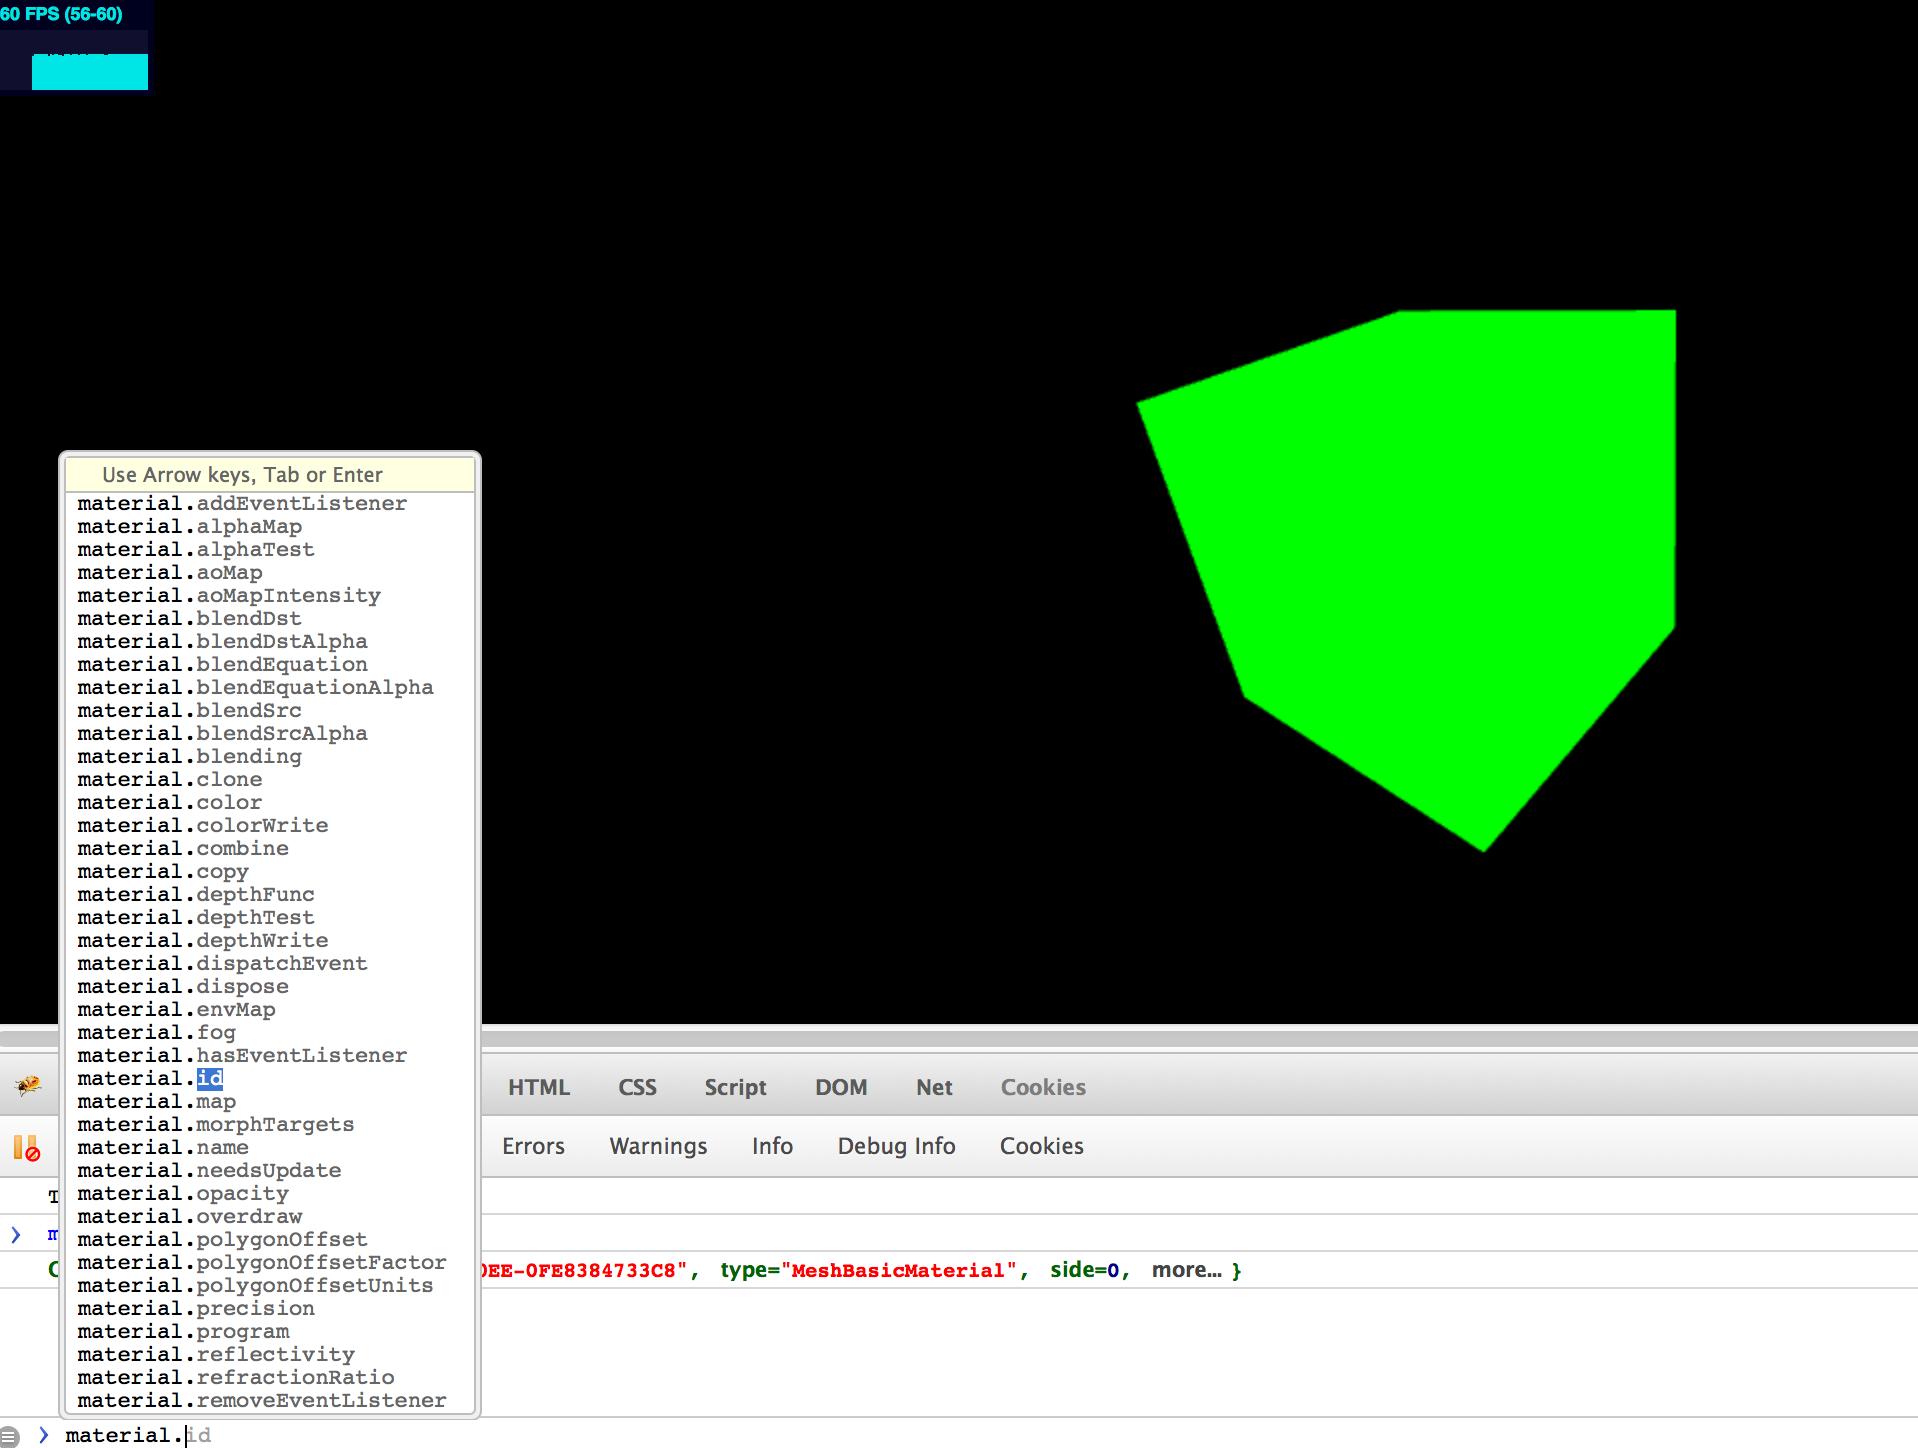 60 FPS (56-60)
Use Arrow keys, Tab or Enter
material.addEventListener
material.alphaMap
material.alphaTest
material.aoMap
material.aoMapIntensity
material.blendDst
material.blendDstAlpha
material.blendEquation
material.blendEquationAlpha
material.blendSrc
material.blendSrcAlpha
material.blending
material.clone
material.color
material.colorWrite
material.combine
material.copy
material.depthFunc
material.depthTest
material.depthWrite
material.dispatchEvent
material.dispose
material.envMap
material.fog
material.hasEventListener
material.id
material.map
material.morphTargets
material.name
material.needsUpdate
material.opacity
material.overdraw
material.polygonOffset
material.polygonOffsetFactor
material.polygonOffsetUnits
material.precision
material.program
material.reflectivity
material.refractionRatio
material.removeEventListener
HTML CSS Script DOM Net Cookies
Errors Warnings Info Debug Info Cookies
EE-0FE8384733C8", type="MeshBasicMaterial", side=0, more... }
material.id